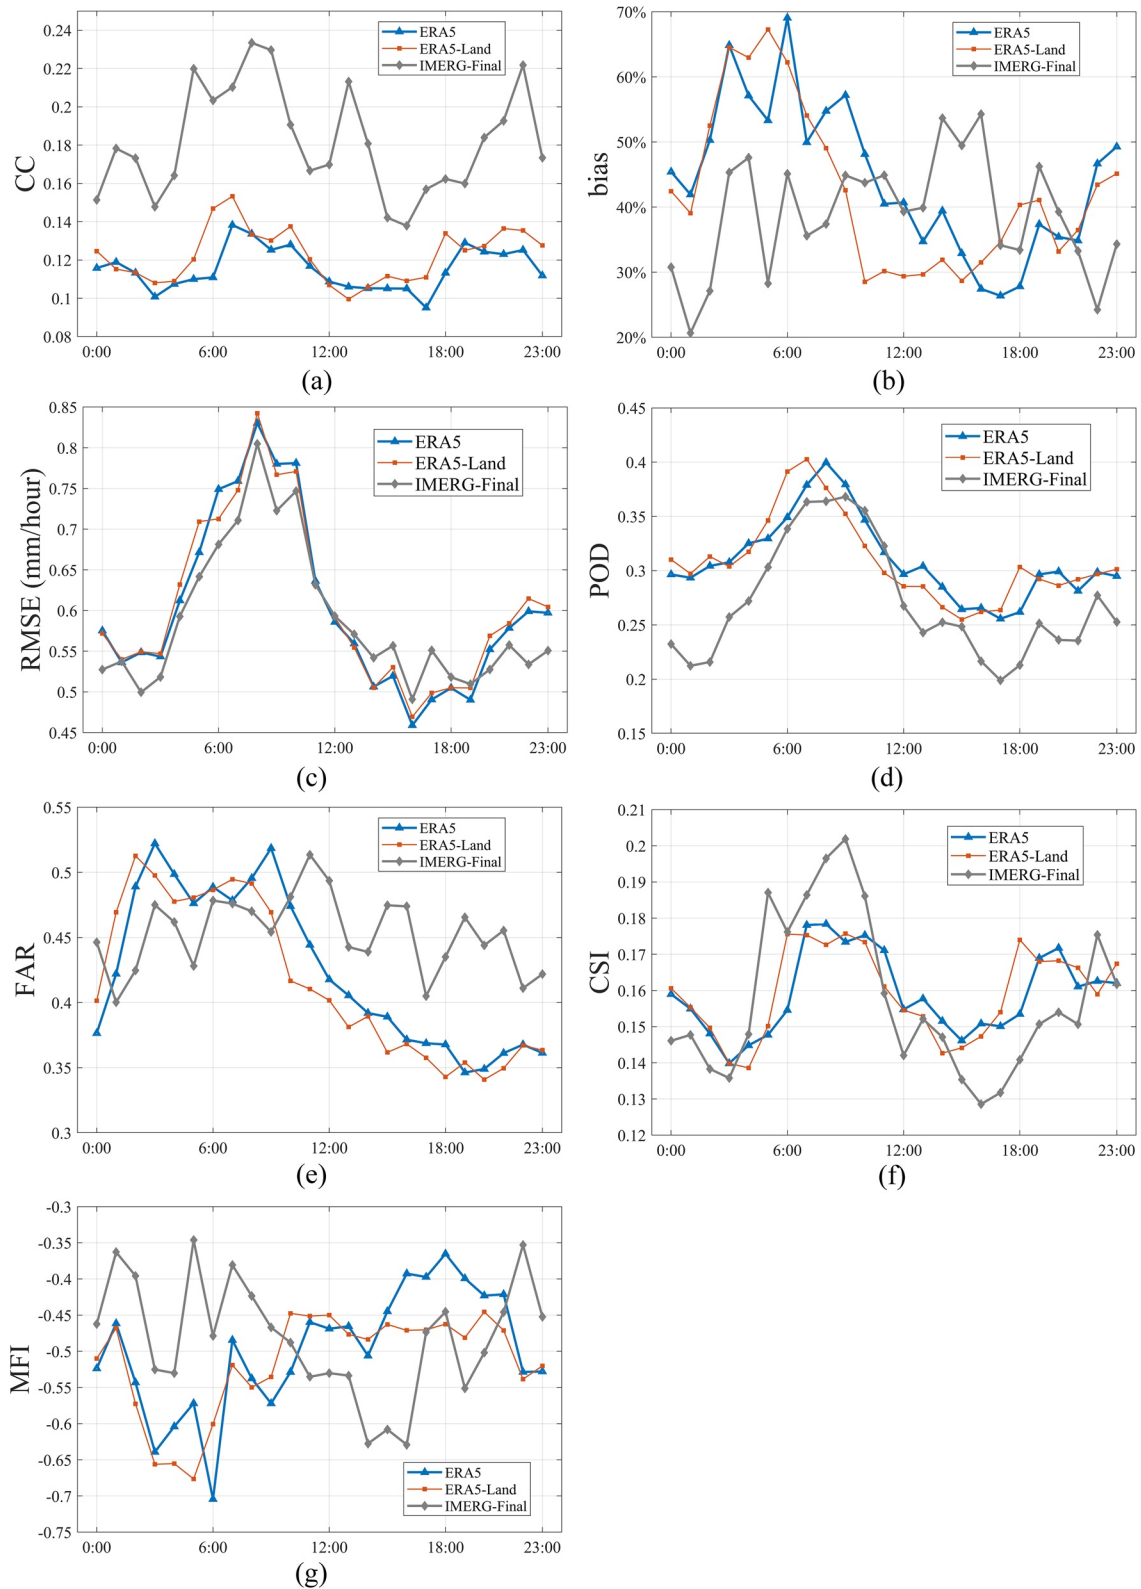 CC
0.24
0.22
0.2
0.18
0.16
0.14
0.12
0.1
0.08
ERA5
ERA5-Land
IMERG-Final
0:00 6:00 12:00 18:00 23:00
(a)
bias
70%
60%
50%
40%
30%
20%
ERA5
ERA5-Land
IMERG-Final
0:00 6:00 12:00 18:00 23:00
(b)
RMSE (mm/hour)
0.85
0.8
0.75
0.7
0.65
0.6
0.55
0.5
0.45
ERA5
ERA5-Land
IMERG-Final
0:00 6:00 12:00 18:00 23:00
(c)
POD
0.45
0.4
0.35
0.3
0.25
0.2
0.15
ERA5
ERA5-Land
IMERG-Final
0:00 6:00 12:00 18:00 23:00
(d)
FAR
0.55
0.5
0.45
0.4
0.35
0.3
ERA5
ERA5-Land
IMERG-Final
0:00 6:00 12:00 18:00 23:00
(e)
CSI
0.21
0.2
0.19
0.18
0.17
0.16
0.15
0.14
0.13
0.12
ERA5
ERA5-Land
IMERG-Final
0:00 6:00 12:00 18:00 23:00
(f)
MFI
-0.3
-0.35
-0.4
-0.45
-0.5
-0.55
-0.6
-0.65
-0.7
-0.75
ERA5
ERA5-Land
IMERG-Final
0:00 6:00 12:00 18:00 23:00
(g)